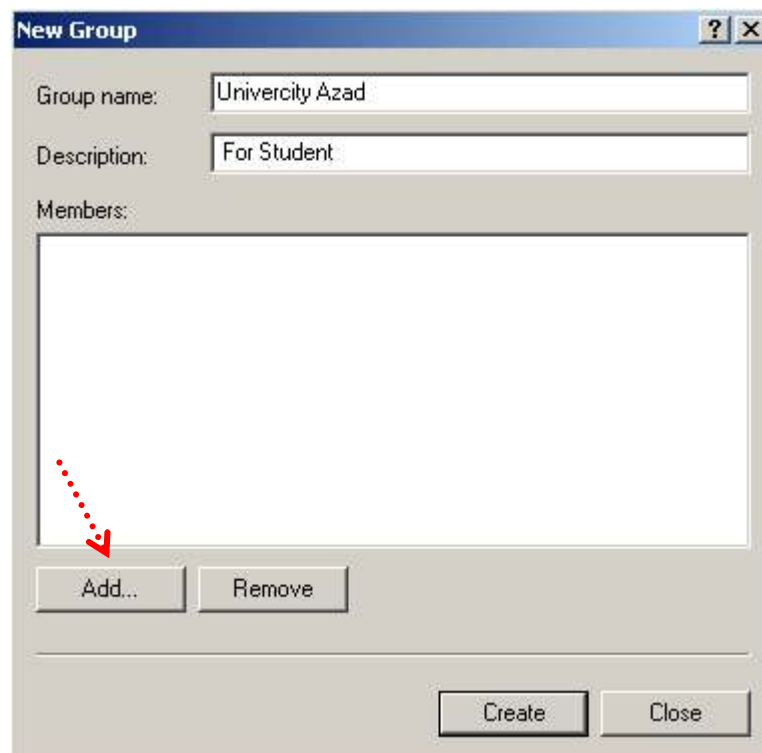 New Group
Group name: Univercity Azad
Description: For Student
Members:
Add... Remove
Create Close